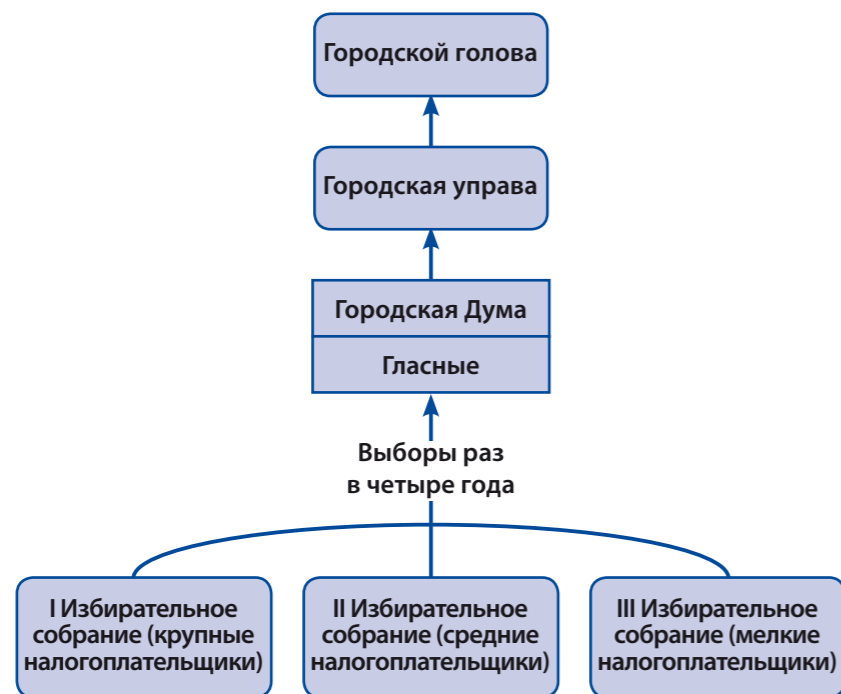 Городской голова
Городская управа
Городская Дума
Гласные
Выборы раз
в четыре года
I Избирательное
собрание (крупные
налогоплательщики)
II Избирательное
собрание (средние
налогоплательщики)
III Избирательное
собрание (мелкие
налогоплательщики)